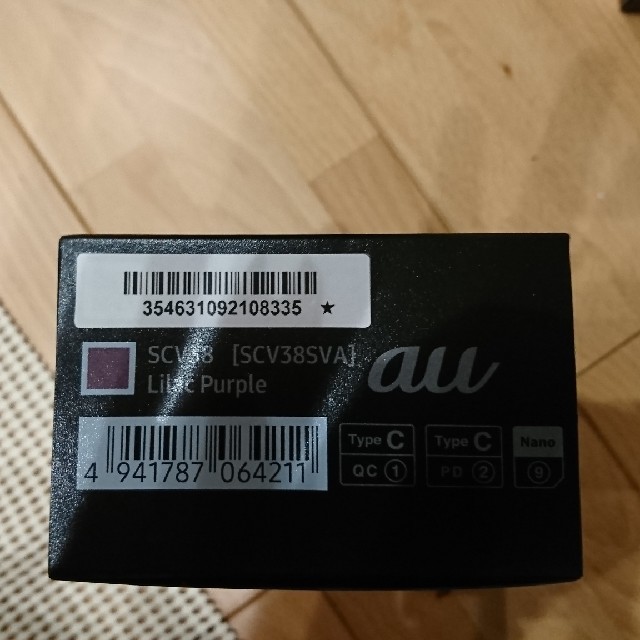 354631092108335 ★
SCV38 [SCV38SVA]
Lilac Purple
au
4 941787 064211
Type C
QC ①
Type C
PD ②
Nano
⑨